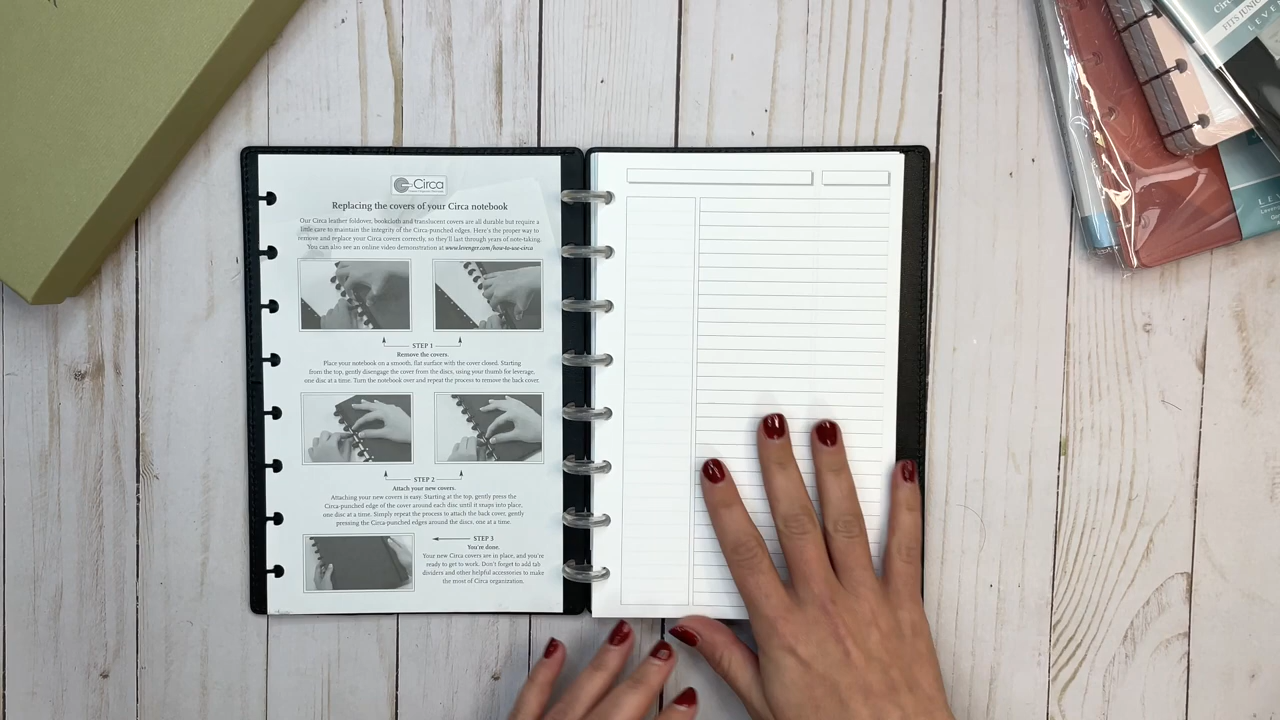 Circa
Replacing the covers of your Circa notebook
Our Circa leather foldover, bookcloth and translucent covers are all durable but require a
little care to maintain the integrity of the Circa-punched edges. Here's the proper way to
remove and replace your Circa covers correctly, so they'll last through years of note-taking.
You can also see an online video demonstration at www.levenger.com/how-to-use-circa
STEP 1
Remove the covers.
Place your notebook on a smooth, flat surface with the cover closed. Starting
from the top, gently disengage the cover from the discs, using your thumb for leverage,
one disc at a time. Turn the notebook over and repeat the process to remove the back cover.
STEP 2
Attach your new covers.
Attaching your new covers is easy. Starting at the top, gently press the
Circa-punched edge of the cover around each disc until it snaps into place,
one disc at a time. Simply repeat the process to attach the back cover, gently
pressing the Circa-punched edges around the discs, one at a time.
STEP 3
You're done.
Your new Circa covers are in place, and you're
ready to get to work. Don't forget to add tab
dividers and other helpful accessories to make
the most of Circa organization.
FITS JUNIOR
LEVE